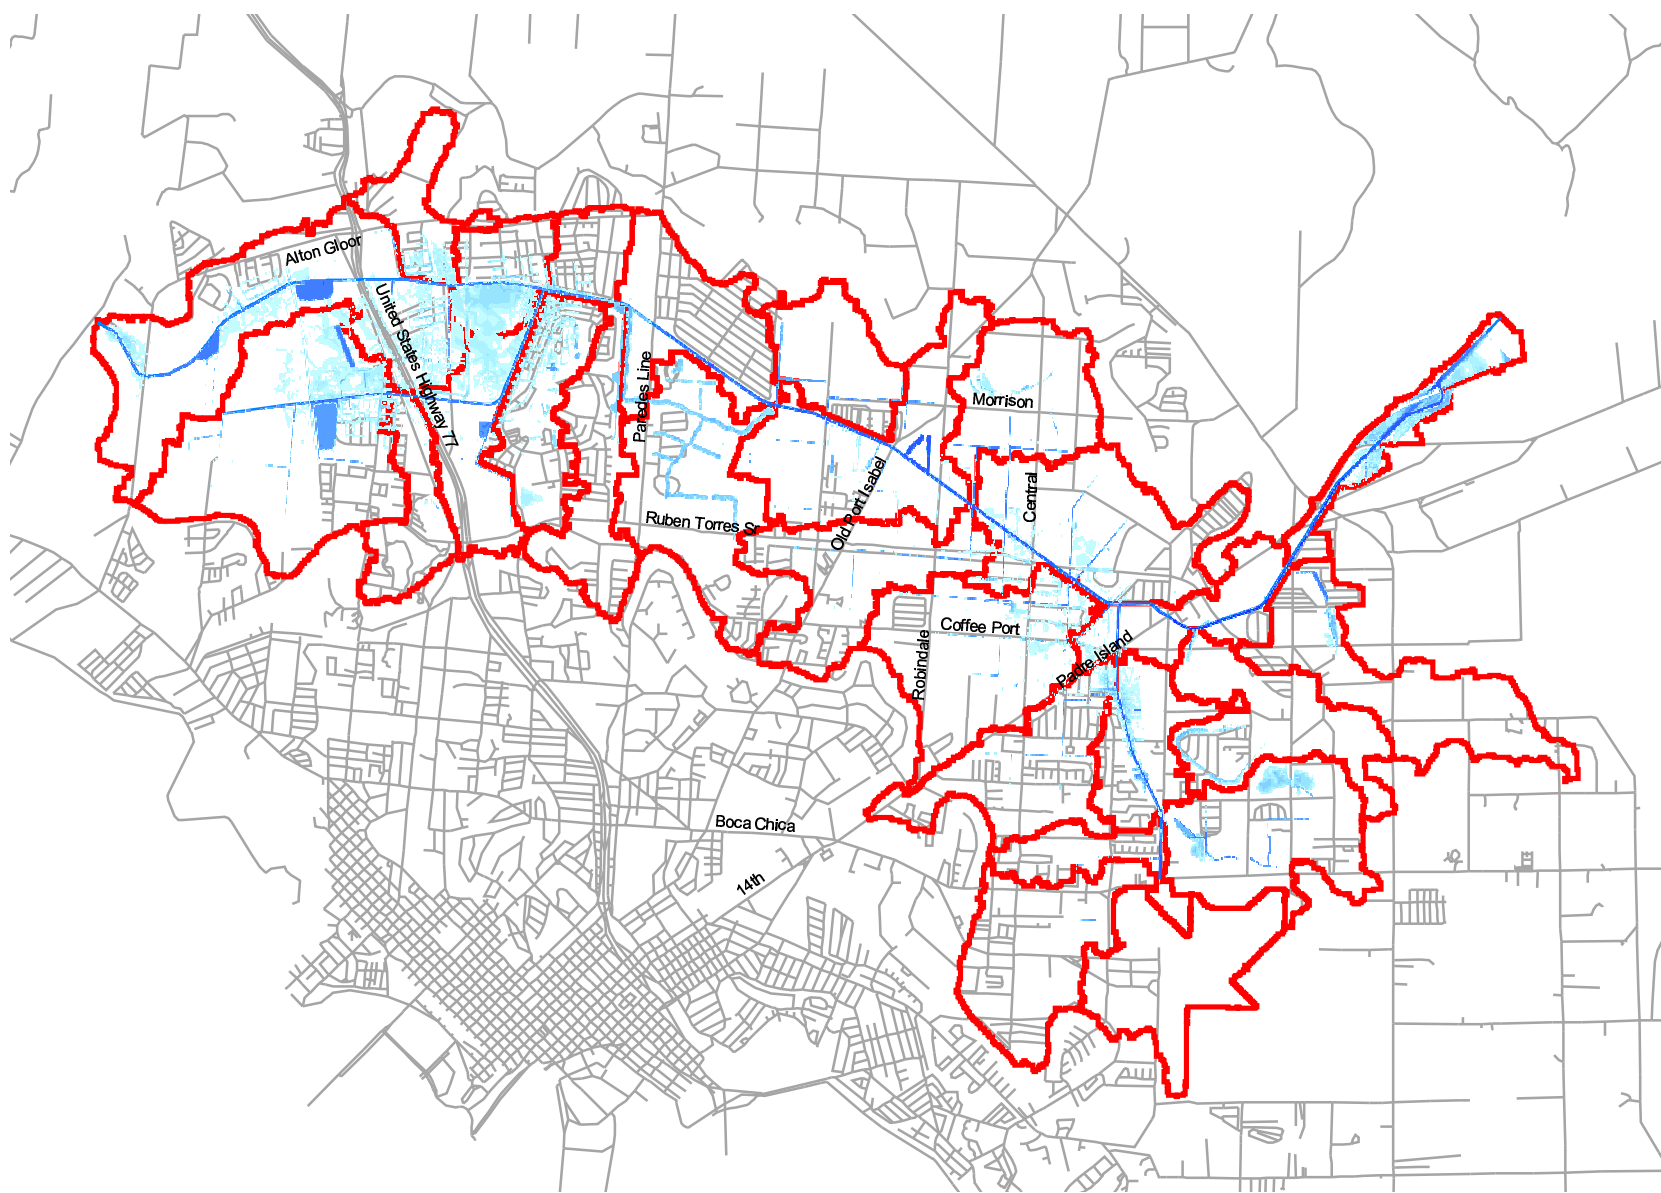 Alton Gloor
United States Highway 77
Paredes Line
Morrison
Old Port Isabel
Central
Ruben Torres Sr
Coffee Port
Robindale
Padre Island
Boca Chica
14th